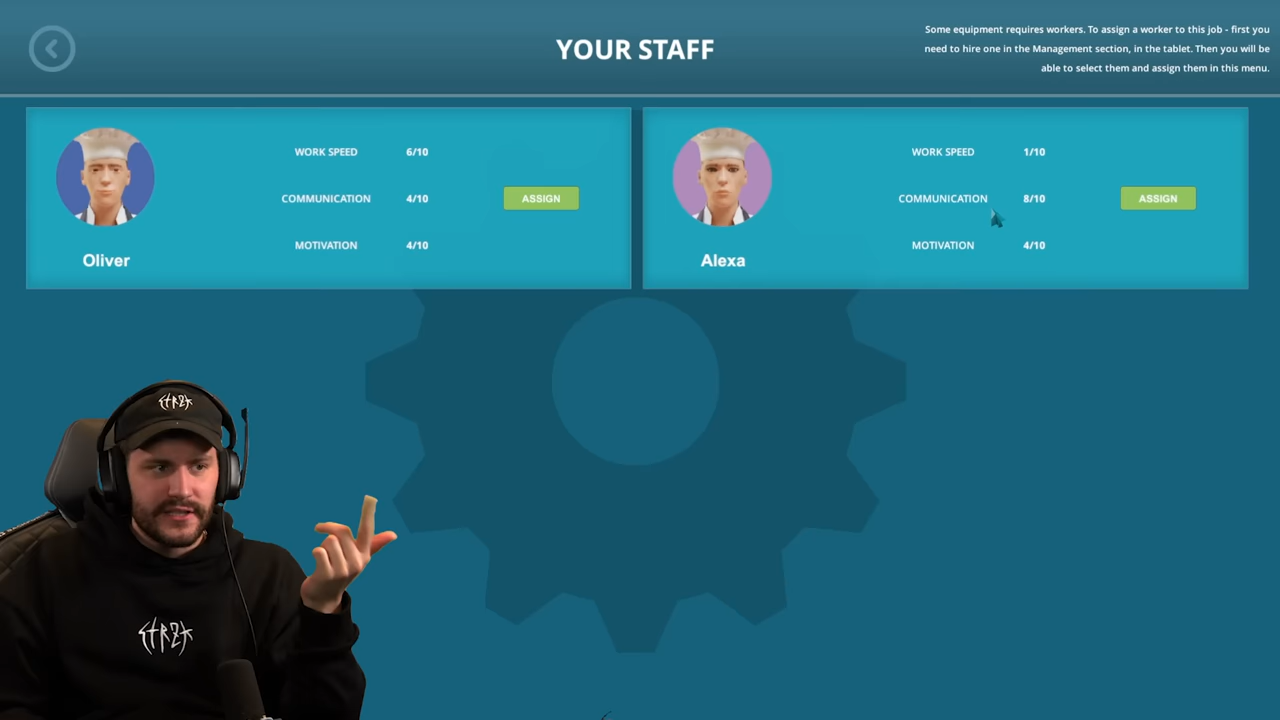 YOUR STAFF
Some equipment requires workers. To assign a worker to this job - first you
need to hire one in the Management section, in the tablet. Then you will be
able to select them and assign them in this menu.
WORK SPEED 6/10
COMMUNICATION 4/10
ASSIGN
MOTIVATION 4/10
Oliver
WORK SPEED 1/10
COMMUNICATION 8/10
ASSIGN
MOTIVATION 4/10
Alexa